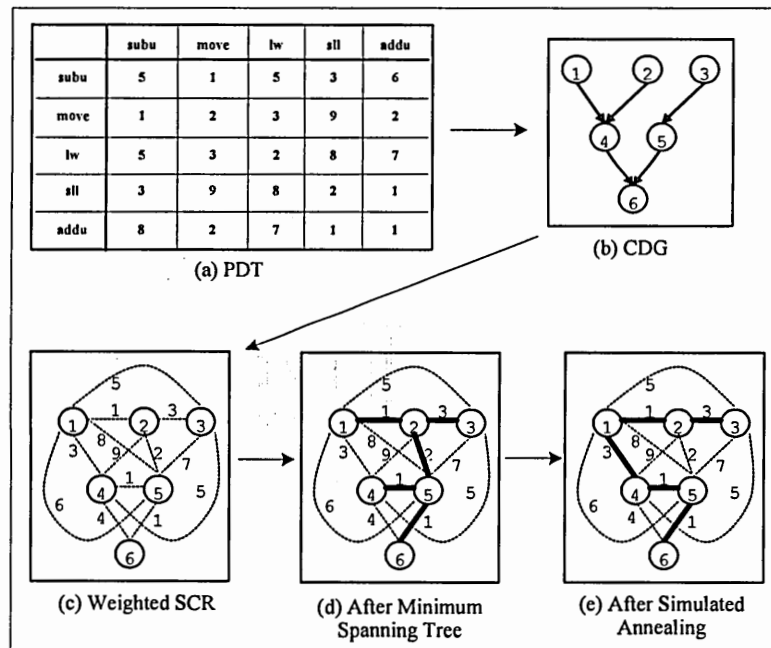 subu move lw sll addu
subu 5 1 5 3 6
move 1 2 3 9 2
lw 5 3 2 8 7
sll 3 9 8 2 1
addu 8 2 7 1 1
(a) PDT
1 2 3
4 5
6
(b) CDG
5
1 1 2 3 3
3 8 9 2 7
4 1 5
6 4 1 5
6
(c) Weighted SCR
5
1 1 2 3 3
3 8 9 2 7
4 1 5
6 4 1 5
6
(d) After Minimum
Spanning Tree
5
1 1 2 3 3
3 8 9 2 7
4 1 5
6 4 1 5
6
(e) After Simulated
Annealing